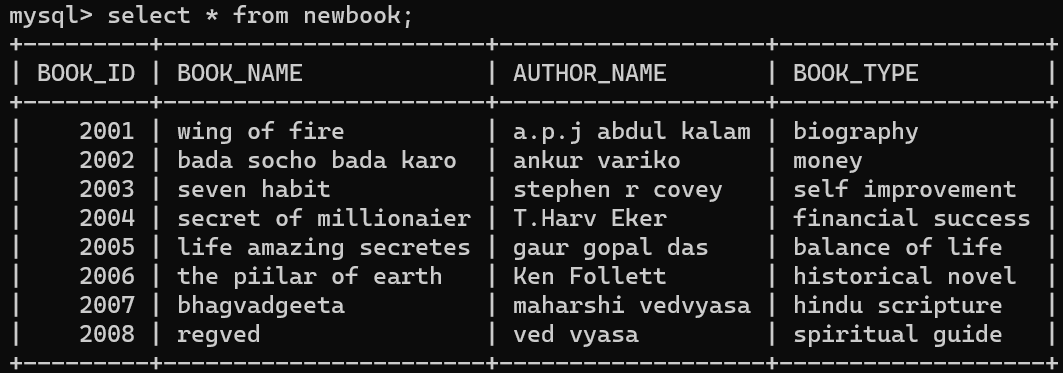 mysql> select * from newbook;
+---------+----------------------+-------------------+------------------+
| BOOK_ID | BOOK_NAME            | AUTHOR_NAME       | BOOK_TYPE        |
+---------+----------------------+-------------------+------------------+
|    2001 | wing of fire         | a.p.j abdul kalam | biography        |
|    2002 | bada socho bada karo | ankur variko      | money            |
|    2003 | seven habit          | stephen r covey   | self improvement |
|    2004 | secret of millionaier | T.Harv Eker       | financial success |
|    2005 | life amazing secretes | gaur gopal das    | balance of life  |
|    2006 | the piilar of earth  | Ken Follett       | historical novel |
|    2007 | bhagvadgeeta         | maharshi vedvyasa | hindu scripture  |
|    2008 | regved               | ved vyasa         | spiritual guide  |
+---------+----------------------+-------------------+------------------+